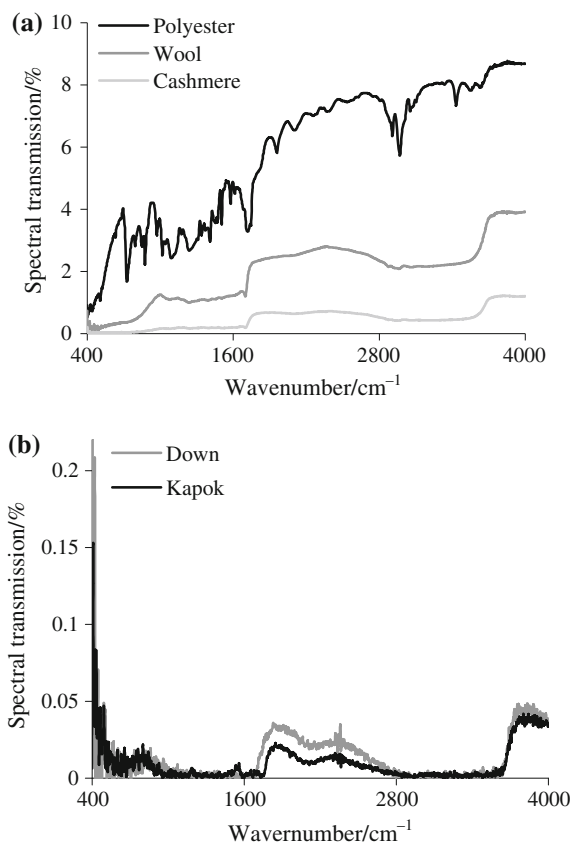 (a)
Polyester
Wool
Cashmere
Spectral transmission/%
10
8
6
4
2
0
400 1600 2800 4000
Wavenumber/cm⁻¹
(b)
Down
Kapok
Spectral transmission/%
0.2
0.15
0.1
0.05
0
400 1600 2800 4000
Wavernumber/cm⁻¹